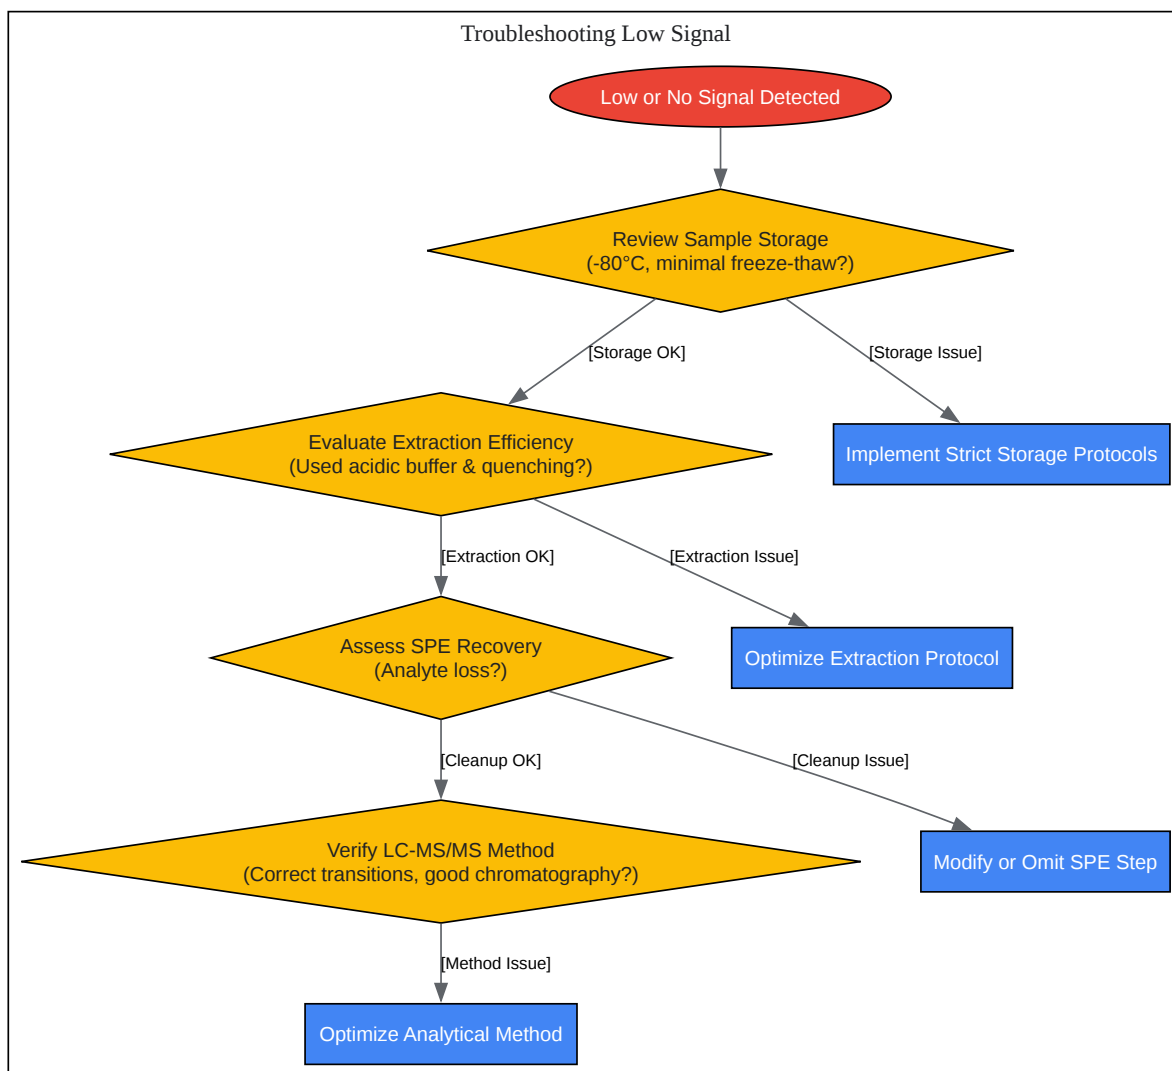 Troubleshooting Low Signal
Low or No Signal Detected
Review Sample Storage
(-80°C, minimal freeze-thaw?)
[Storage OK]
[Storage Issue]
Evaluate Extraction Efficiency
(Used acidic buffer & quenching?)
Implement Strict Storage Protocols
[Extraction OK]
[Extraction Issue]
Assess SPE Recovery
(Analyte loss?)
Optimize Extraction Protocol
[Cleanup OK]
[Cleanup Issue]
Verify LC-MS/MS Method
(Correct transitions, good chromatography?)
Modify or Omit SPE Step
[Method Issue]
Optimize Analytical Method